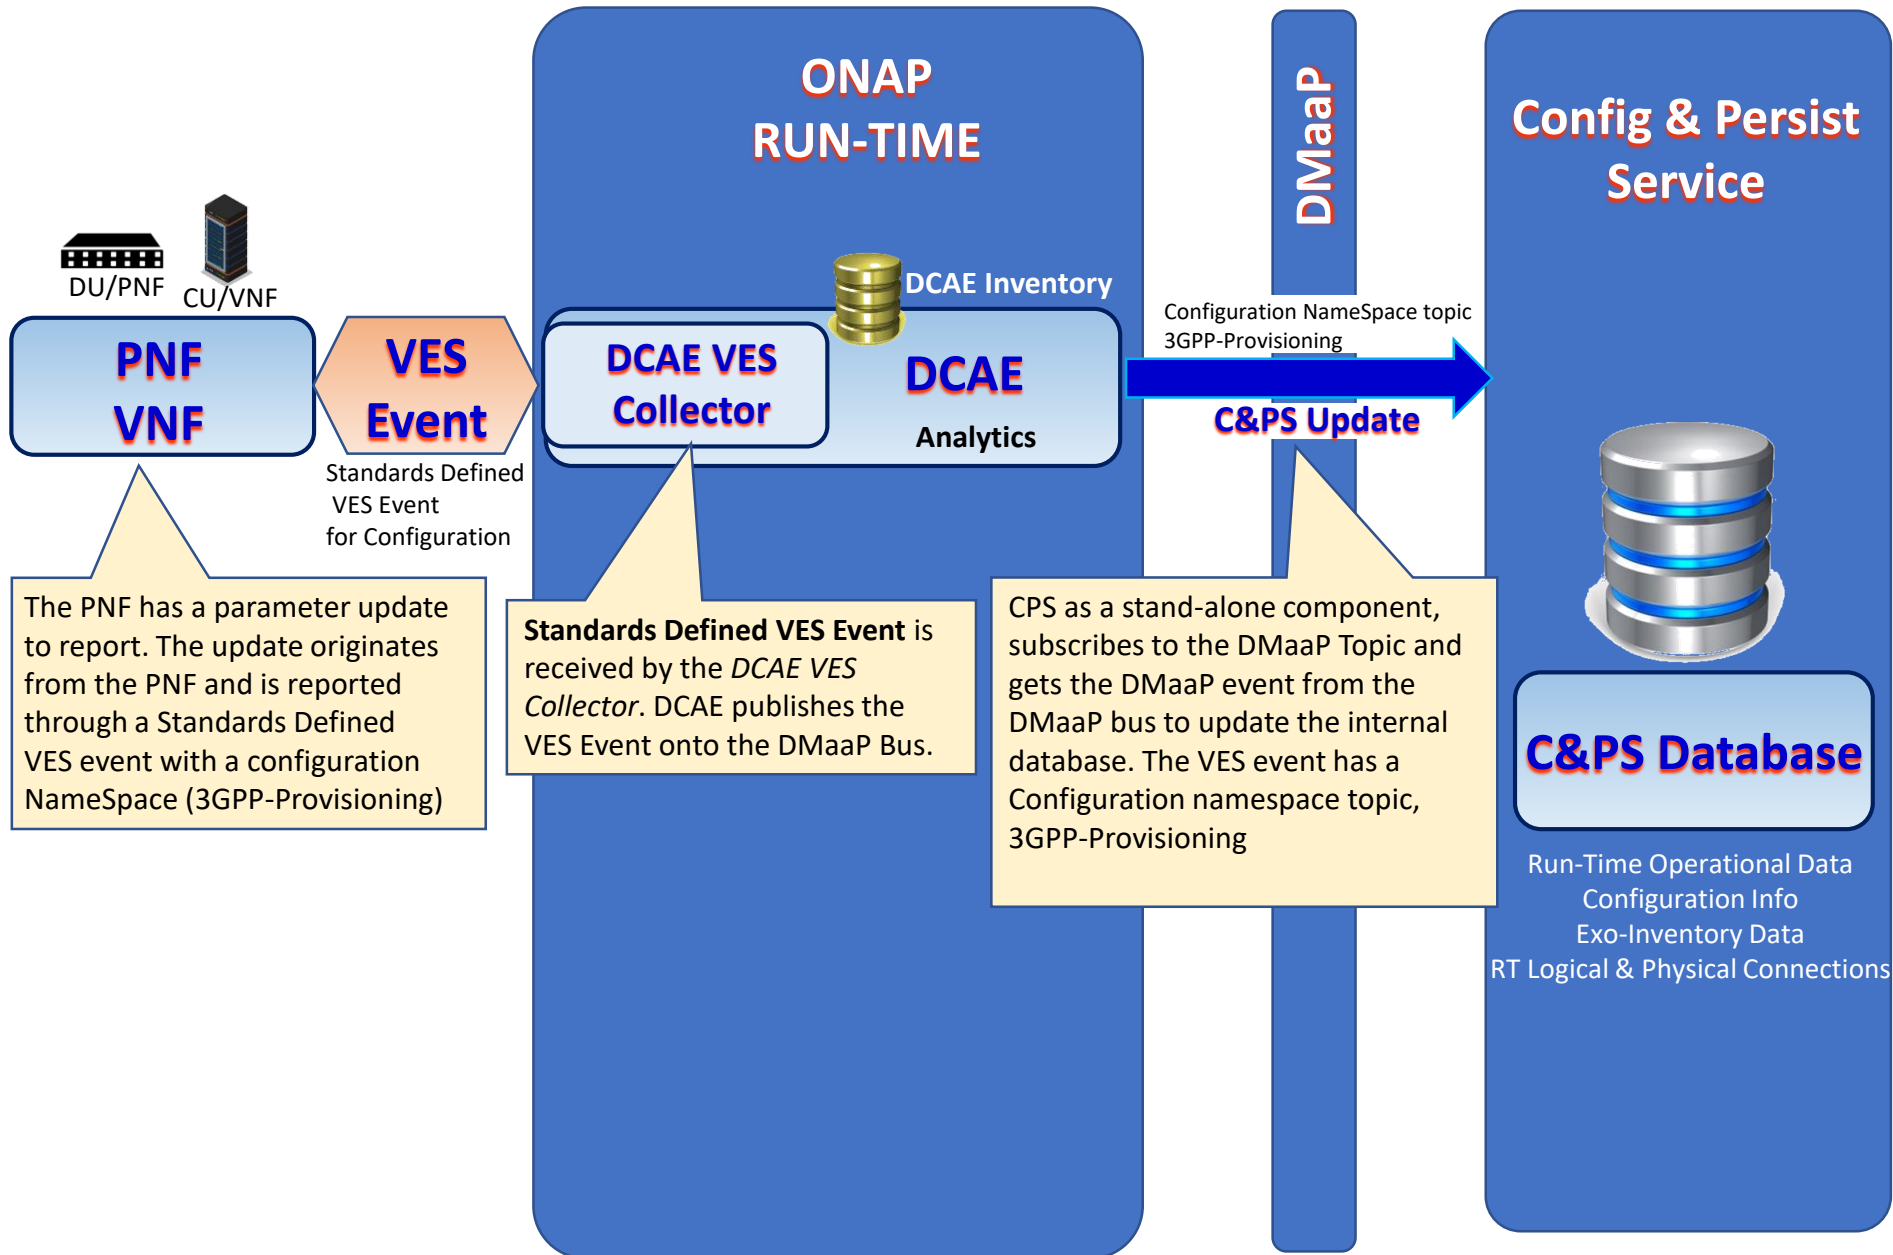 ONAP
RUN-TIME
DMaaP
Config & Persist
Service
DU/PNF
CU/VNF
PNF
VNF
VES
Event
Standards Defined
VES Event
for Configuration
DCAE Inventory
DCAE VES
Collector
DCAE
Analytics
Configuration NameSpace topic
3GPP-Provisioning
C&PS Update
The PNF has a parameter update
to report. The update originates
from the PNF and is reported
through a Standards Defined
VES event with a configuration
NameSpace (3GPP-Provisioning)
Standards Defined VES Event is
received by the DCAE VES
Collector. DCAE publishes the
VES Event onto the DMaaP Bus.
CPS as a stand-alone component,
subscribes to the DMaaP Topic and
gets the DMaaP event from the
DMaaP bus to update the internal
database. The VES event has a
Configuration namespace topic,
3GPP-Provisioning
C&PS Database
Run-Time Operational Data
Configuration Info
Exo-Inventory Data
RT Logical & Physical Connections